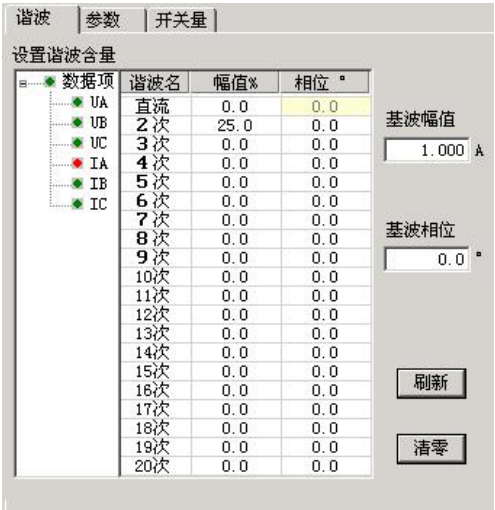 谐波 参数 开关量
设置谐波含量
数据项
UA
UB
UC
IA
IB
IC
谐波名 幅值% 相位 °
直流 0.0 0.0
2次 25.0 0.0
3次 0.0 0.0
4次 0.0 0.0
5次 0.0 0.0
6次 0.0 0.0
7次 0.0 0.0
8次 0.0 0.0
9次 0.0 0.0
10次 0.0 0.0
11次 0.0 0.0
12次 0.0 0.0
13次 0.0 0.0
14次 0.0 0.0
15次 0.0 0.0
16次 0.0 0.0
17次 0.0 0.0
18次 0.0 0.0
19次 0.0 0.0
20次 0.0 0.0
基波幅值
1.000 A
基波相位
0.0 °
刷新
清零